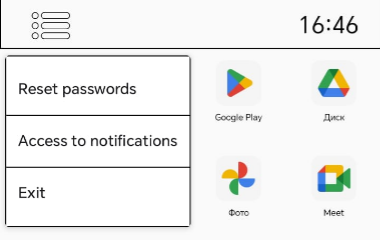 16:46
Reset passwords
Access to notifications
Exit
Google Play
Диск
Фото
Meet